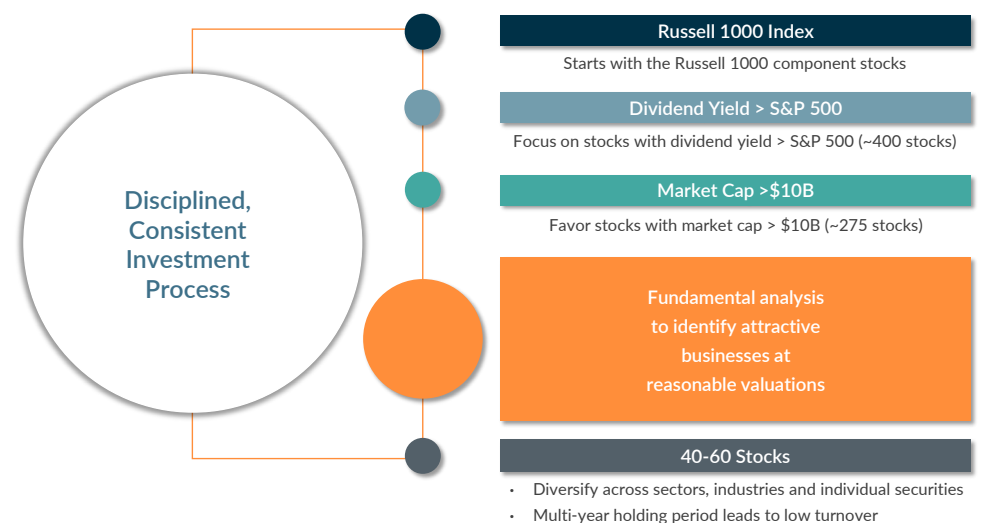 Disciplined,
Consistent
Investment
Process
Russell 1000 Index
Starts with the Russell 1000 component stocks
Dividend Yield > S&P 500
Focus on stocks with dividend yield > S&P 500 (~400 stocks)
Market Cap >$10B
Favor stocks with market cap > $10B (~275 stocks)
Fundamental analysis
to identify attractive
businesses at
reasonable valuations
40-60 Stocks
• Diversify across sectors, industries and individual securities
• Multi-year holding period leads to low turnover